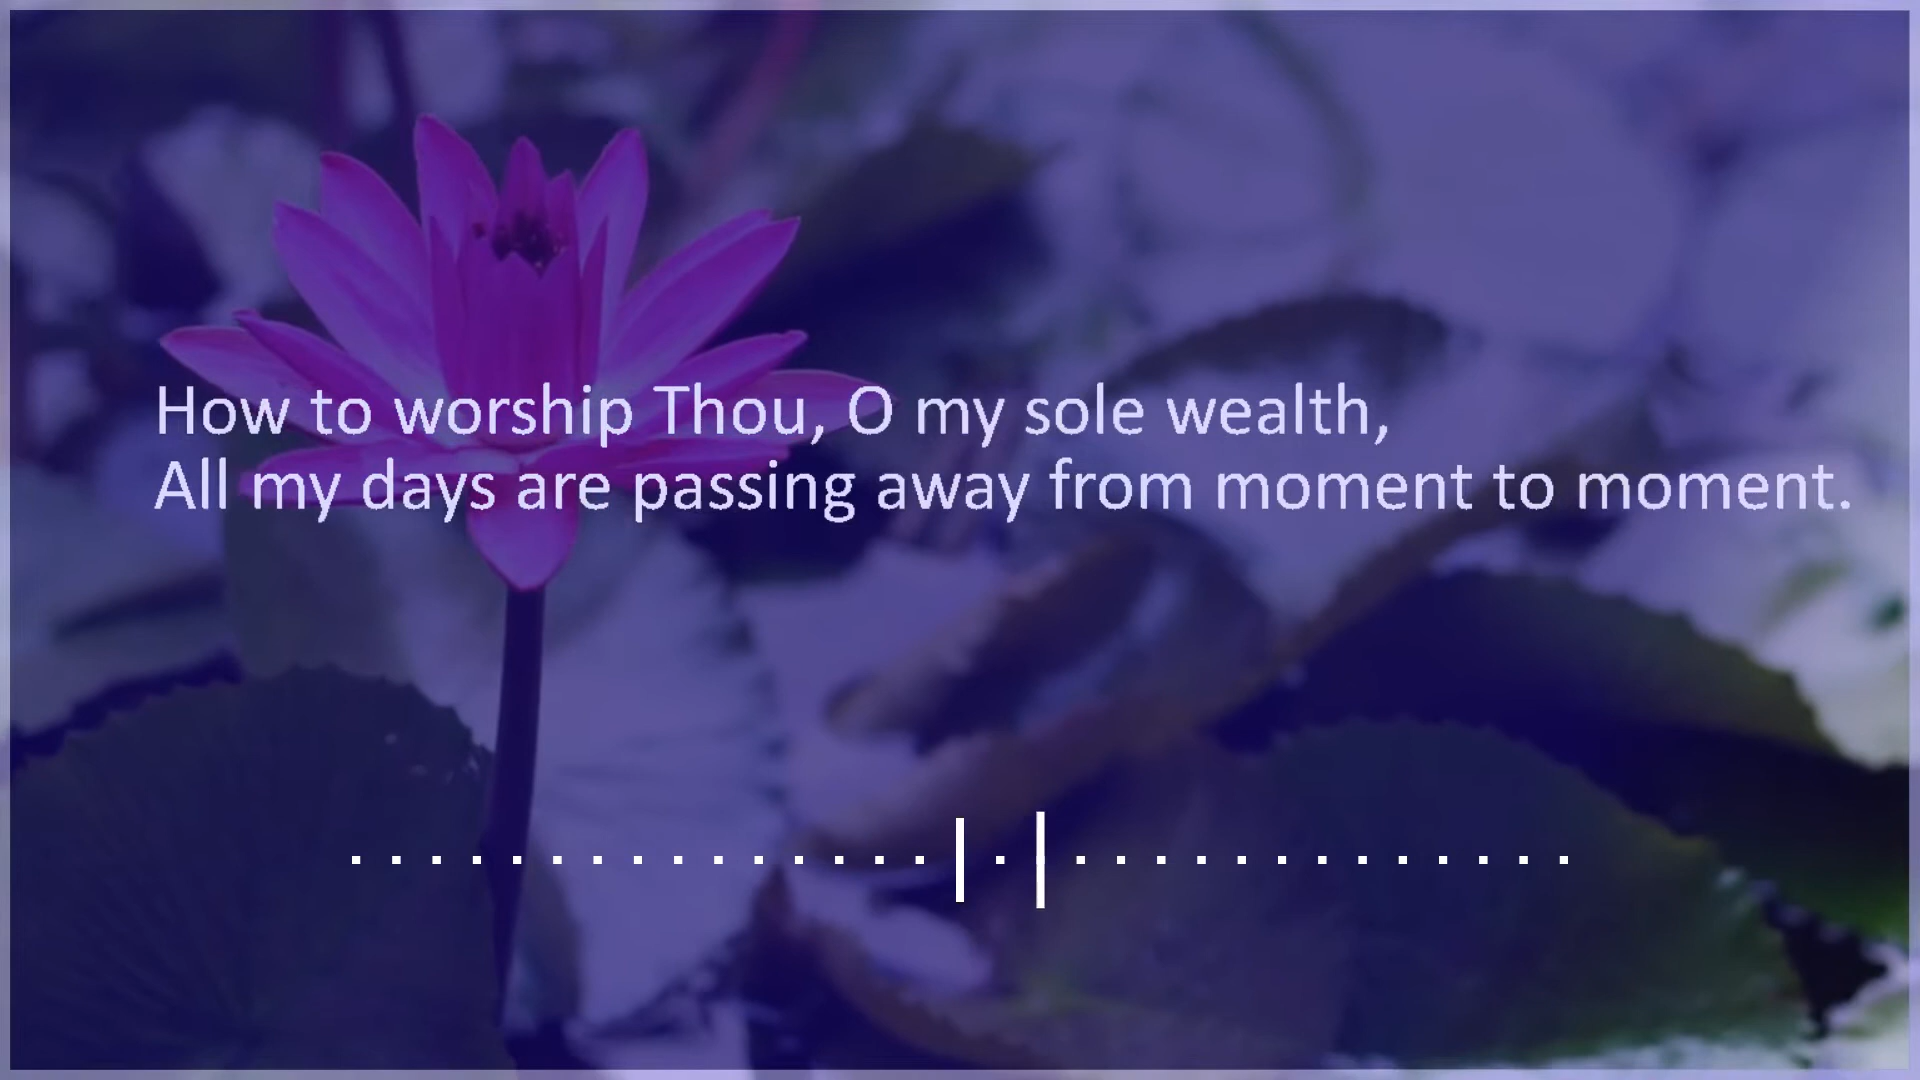 How to worship Thou, O my sole wealth,
All my days are passing away from moment to moment.